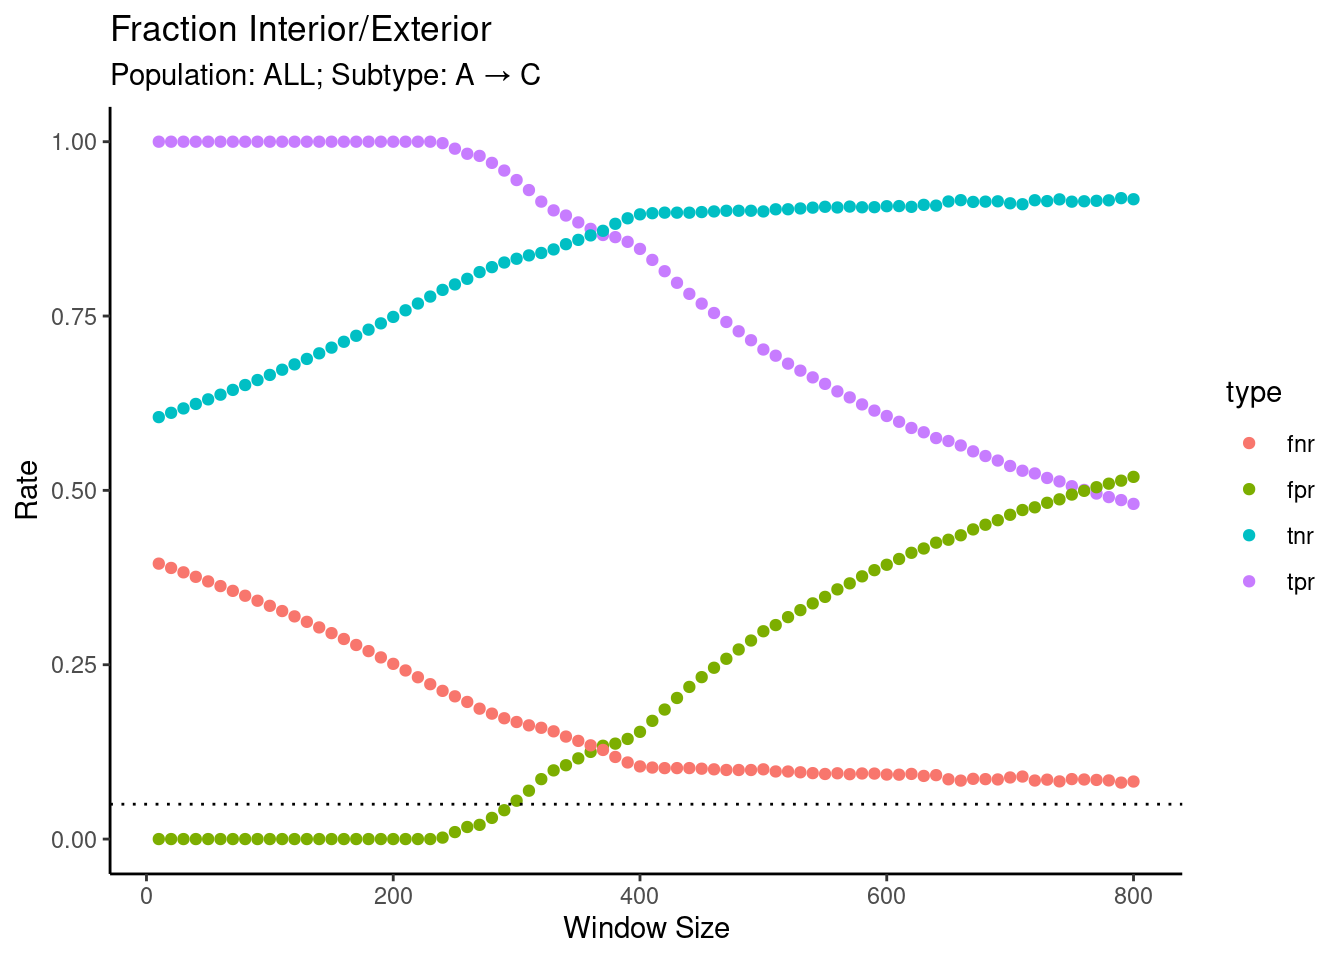 Fraction Interior/Exterior
Population: ALL; Subtype: A → C
1.00
0.75
0.50
0.25
0.00
Rate
0
200
400
600
800
Window Size
type
fnr
fpr
tnr
tpr